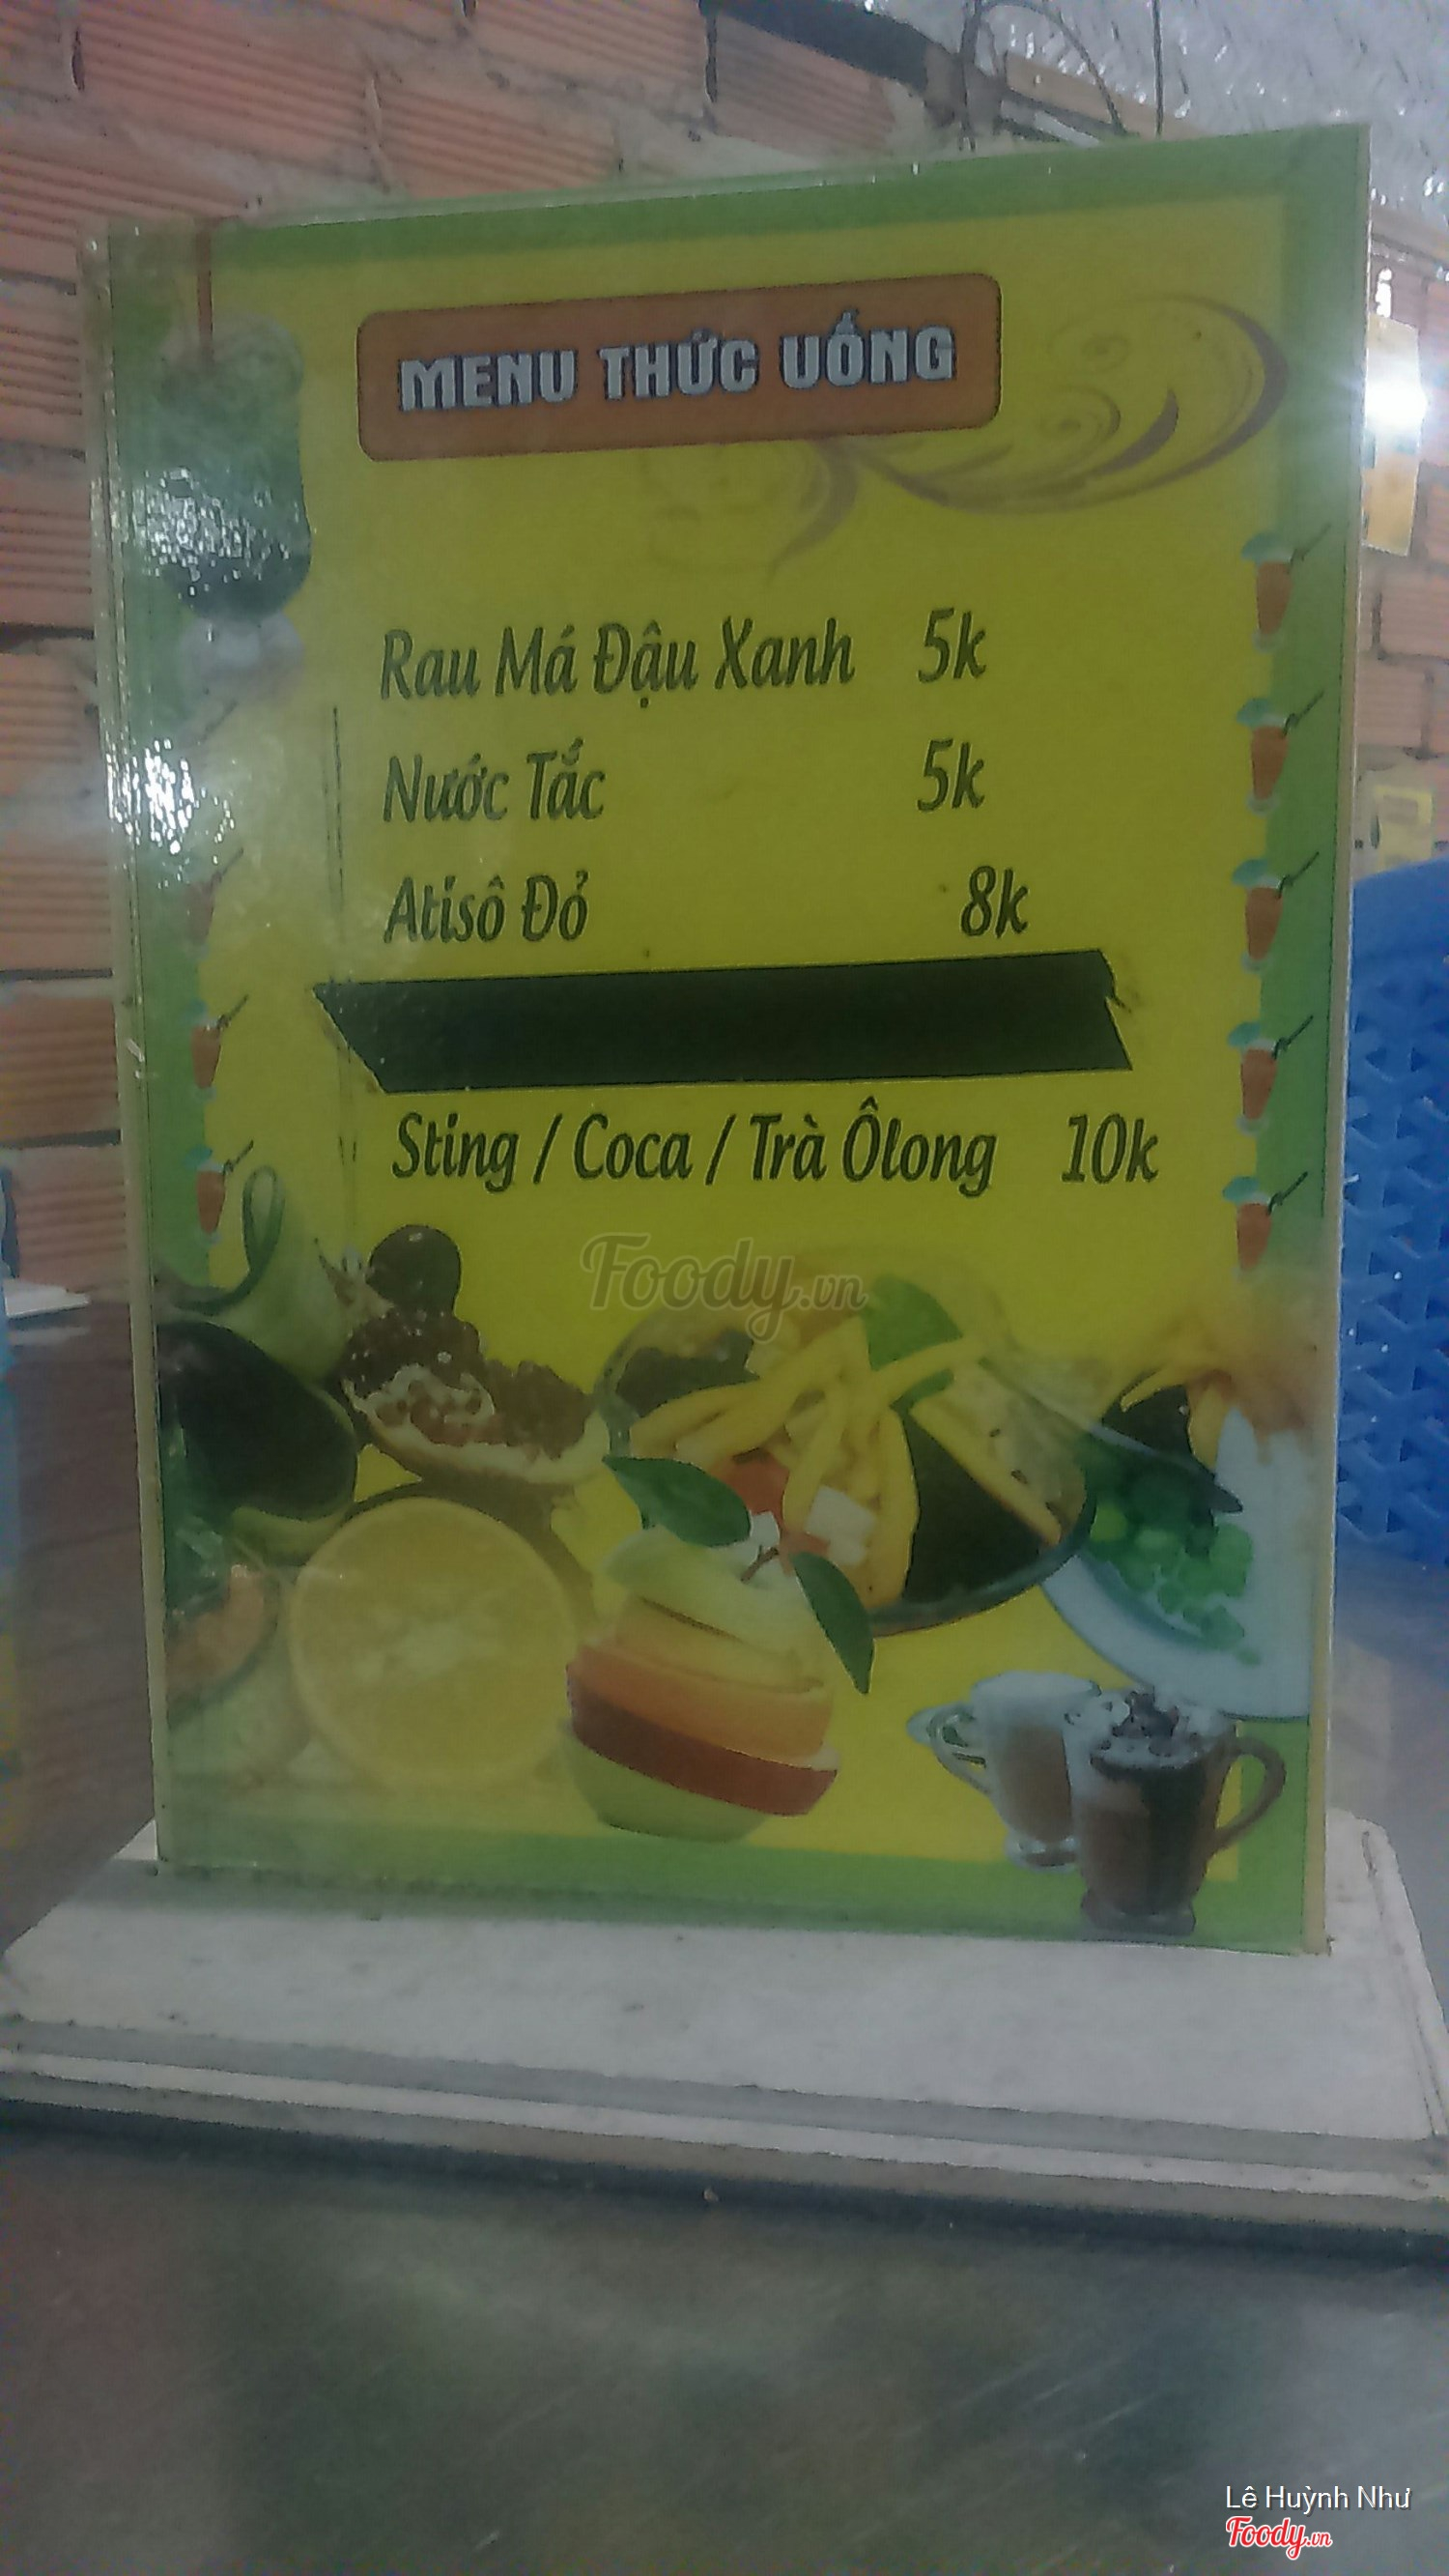 MENU THỨC UỐNG
Rau Má Đậu Xanh 5k
Nước Tắc 5k
Atisô Đỏ 8k
Sting / Coca / Trà Ôlong 10k
Foody.vn
Lê Huỳnh Như
Foody.vn